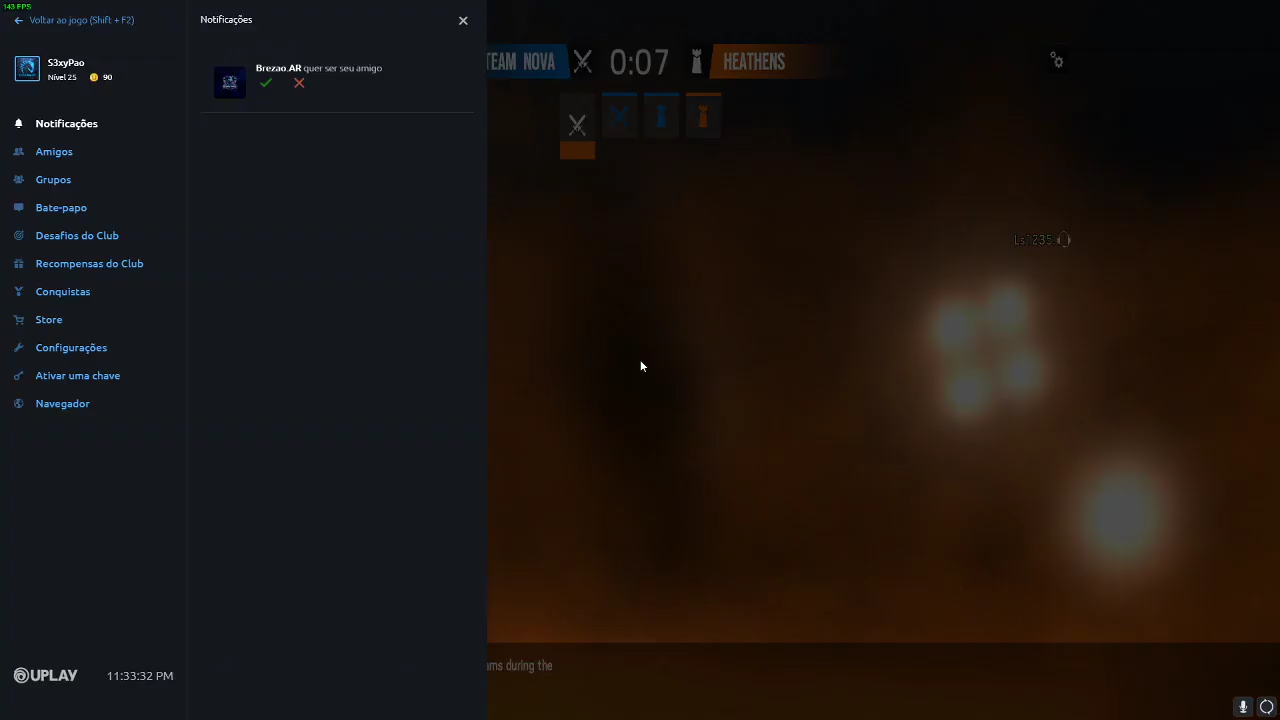 143 FPS
Voltar ao jogo (Shift + F2)
S3xyPao
Nível 25 90
Notificações
Amigos
Grupos
Bate-papo
Desafios do Club
Recompensas do Club
Conquistas
Store
Configurações
Ativar uma chave
Navegador
UPLAY 11:33:32 PM
Notificações
Brezao.AR quer ser seu amigo
TEAM NOVA 0:07 HEATHENS
during the